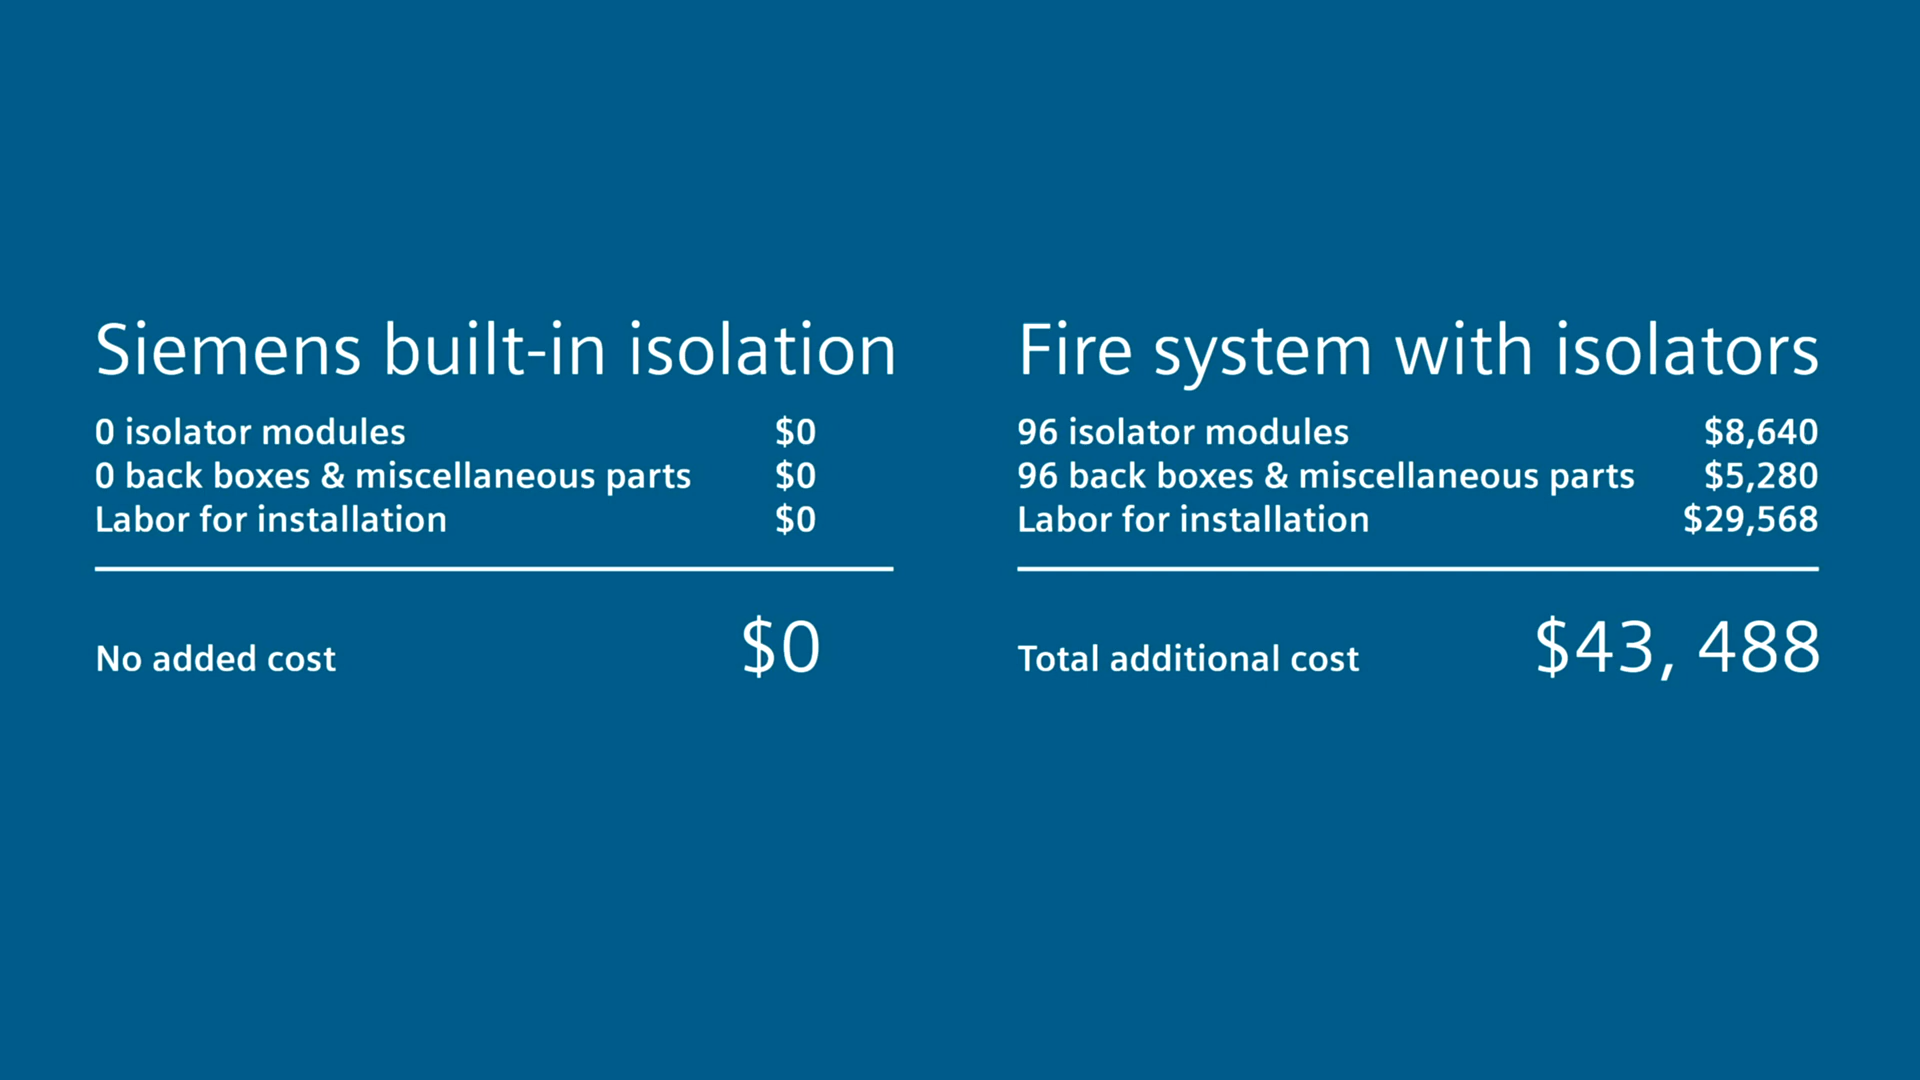 Siemens built-in isolation
0 isolator modules $0
0 back boxes & miscellaneous parts $0
Labor for installation $0
No added cost $0
Fire system with isolators
96 isolator modules $8,640
96 back boxes & miscellaneous parts $5,280
Labor for installation $29,568
Total additional cost $43, 488